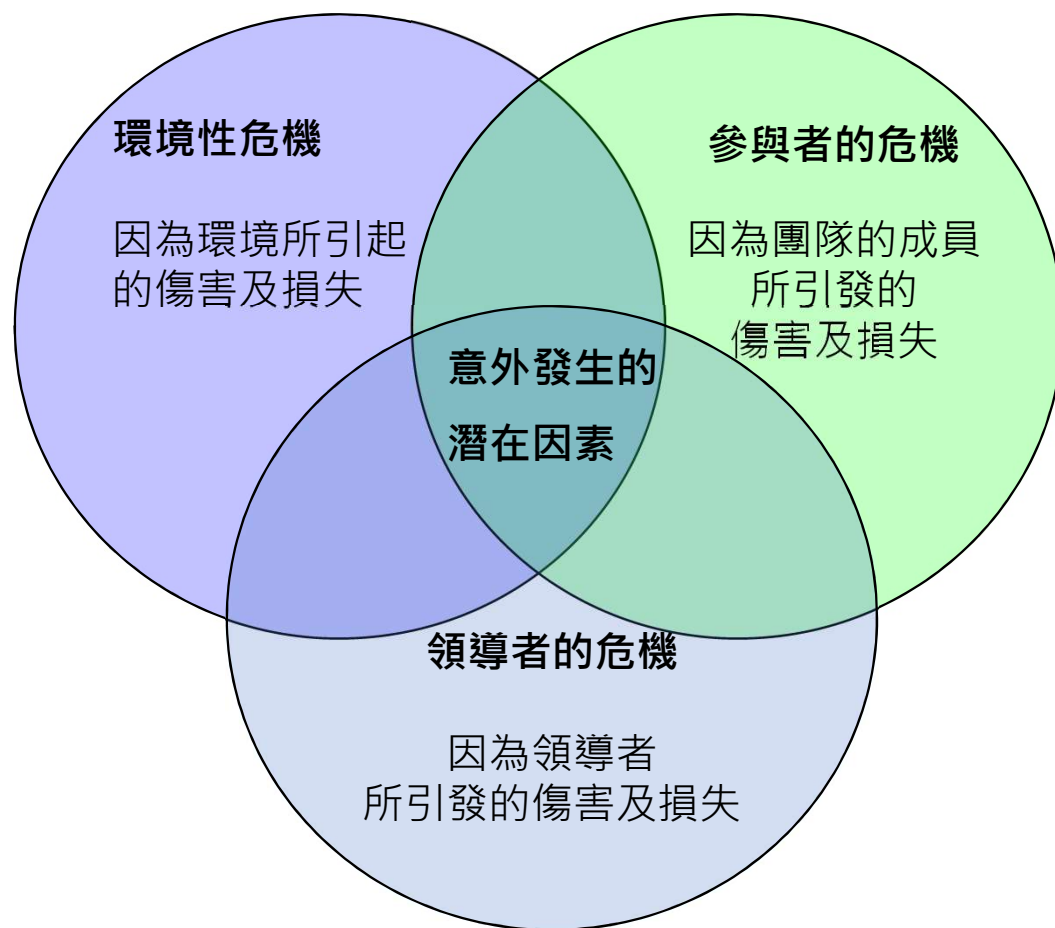 環境性危機
因為環境所引起
的傷害及損失
參與者的危機
因為團隊的成員
所引發的
傷害及損失
意外發生的
潛在因素
領導者的危機
因為領導者
所引發的傷害及損失